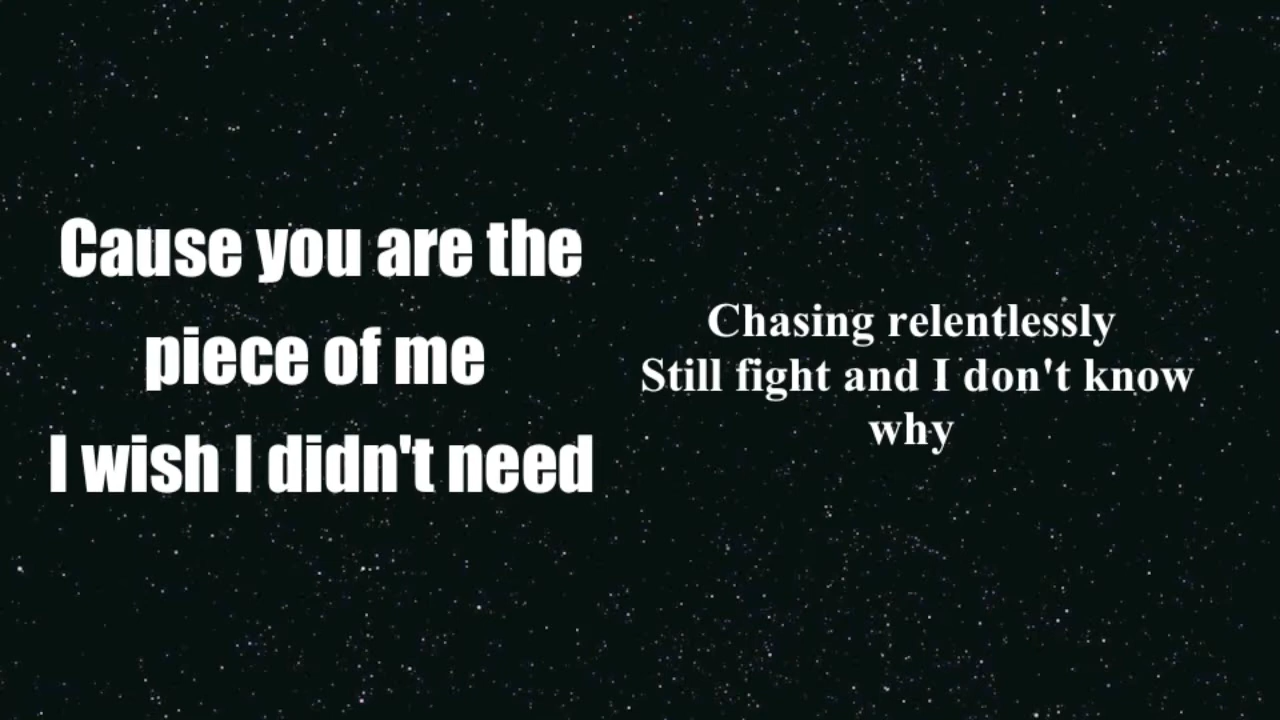 Cause you are the
piece of me
I wish I didn't need
Chasing relentlessly
Still fight and I don't know
why